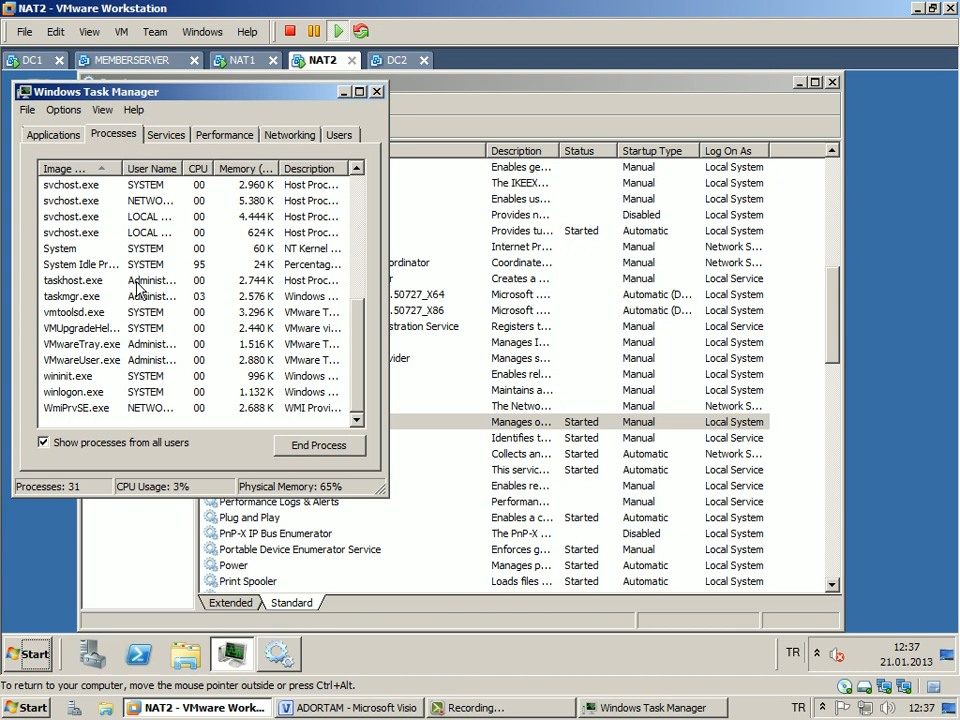 NAT2 - VMware Workstation
File Edit View VM Team Windows Help
DC1 MEMBERSERVER NAT1 NAT2 DC2
Windows Task Manager
File Options View Help
Applications Processes Services Performance Networking Users
Image ... User Name CPU Memory (... Description
svchost.exe SYSTEM 00 2.960 K Host Proc...
svchost.exe NETWO... 00 5.380 K Host Proc...
svchost.exe LOCAL ... 00 4.444 K Host Proc...
svchost.exe LOCAL ... 00 624 K Host Proc...
System SYSTEM 00 60 K NT Kernel ...
System Idle Pr... SYSTEM 95 24 K Percentag...
taskhost.exe Administ... 00 2.744 K Host Proc...
taskmgr.exe Administ... 03 2.576 K Windows ...
vmtoolsd.exe SYSTEM 00 3.296 K VMware T...
VMUpgradeHel... SYSTEM 00 2.440 K VMware vi...
VMwareTray.exe Administ... 00 1.516 K VMware T...
VMwareUser.exe Administ... 00 2.880 K VMware T...
wininit.exe SYSTEM 00 996 K Windows ...
winlogon.exe SYSTEM 00 1.132 K Windows ...
WmiPrvSE.exe NETWO... 00 2.688 K WMI Provi...
Show processes from all users End Process
Processes: 31 CPU Usage: 3% Physical Memory: 65%
Description Status Startup Type Log On As
Enables ge... Manual Local System
The IKEEX... Manual Local System
Enables us... Manual Local System
Provides n... Disabled Local System
Provides tu... Started Automatic Local System
Internet Pr... Manual Network S...
oordinator Coordinates... Manual Network S...
r Creates a ... Manual Local System
.50727_X64 Microsoft ... Automatic (D... Local System
.50727_X86 Microsoft ... Automatic (D... Local System
stration Service Registers t... Manual Local System
Manages I... Manual Local System
vider Manages s... Manual Local System
Enables rel... Manual Local System
Maintains a... Manual Local System
The Netwo... Manual Network S...
Manages o... Started Manual Local System
Identifies t... Started Manual Local Service
Collects an... Started Automatic Network S...
This servic... Started Automatic Local Service
Enables re... Manual Local Service
Performance Logs & Alerts Performan... Manual Local Service
Plug and Play Enables a c... Started Automatic Local System
PnP-X IP Bus Enumerator The PnP-X ... Disabled Local System
Portable Device Enumerator Service Enforces g... Started Manual Local System
Power Manages p... Started Automatic Local System
Print Spooler Loads files ... Started Automatic Local System
Extended Standard
Start TR 12:37
21.01.2013
To return to your computer, move the mouse pointer outside or press Ctrl+Alt.
Start NAT2 - VMware Work... ADORTAM - Microsoft Visio Recording... Windows Task Manager TR 12:37